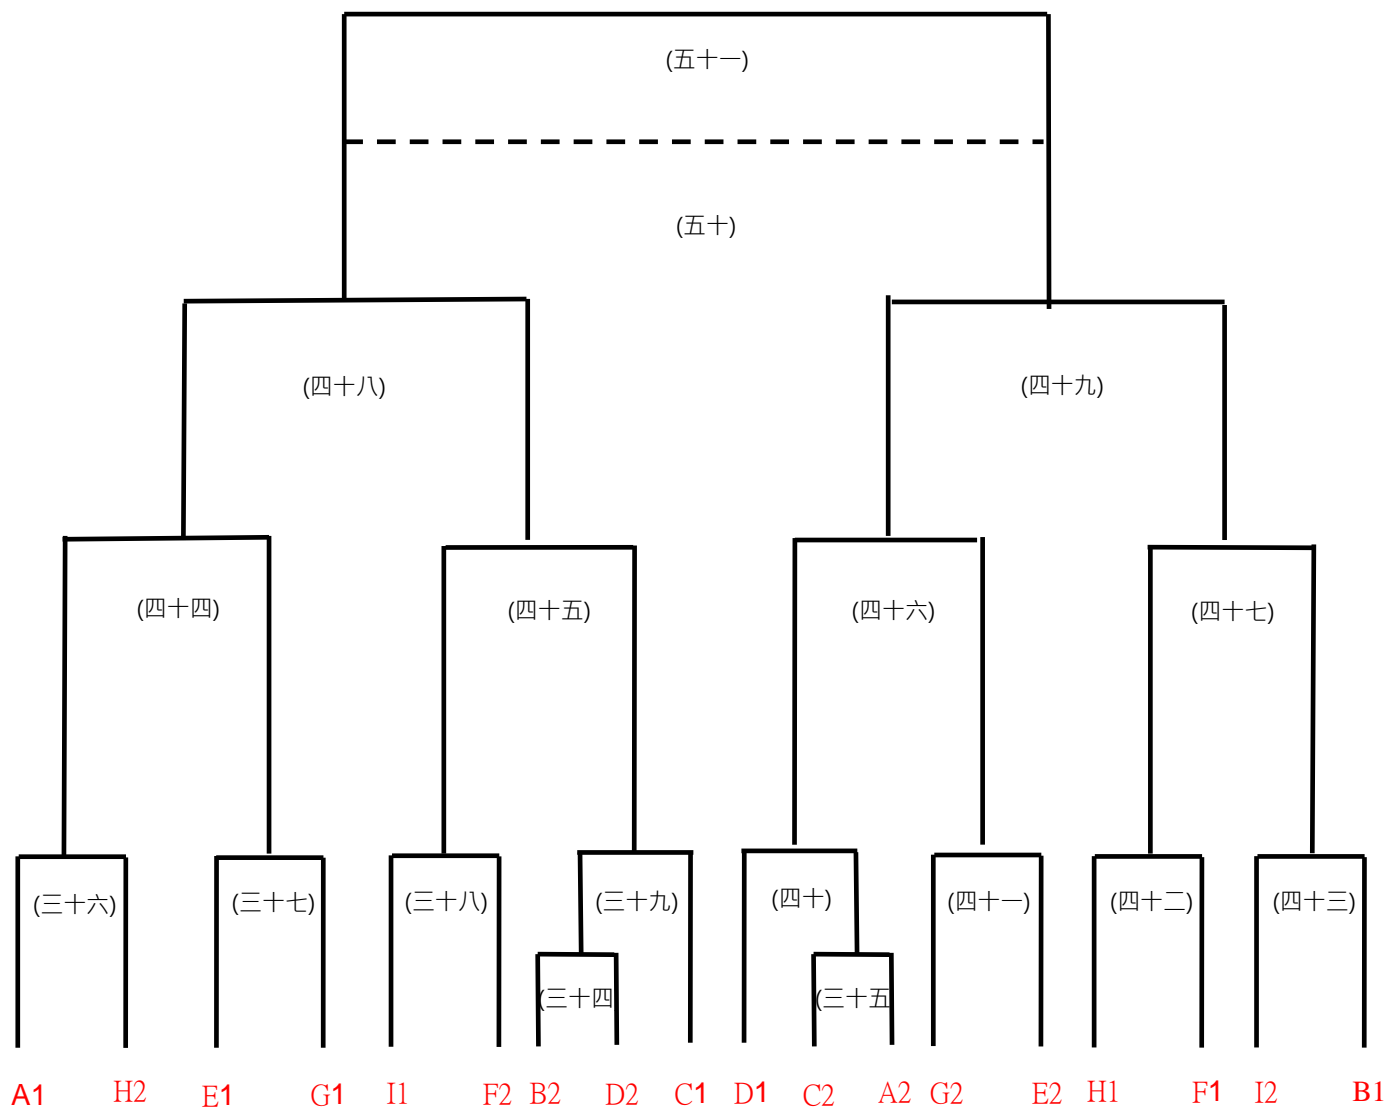 (五十一)
(五十)
(四十八)
(四十九)
(四十四)
(四十五)
(四十六)
(四十七)
(三十六)
(三十七)
(三十八)
(三十九)
(四十)
(四十一)
(四十二)
(四十三)
(三十四
(三十五
A1 H2 E1 G1 I1 F2 B2 D2 C1 D1 C2 A2 G2 E2 H1 F1 I2 B1